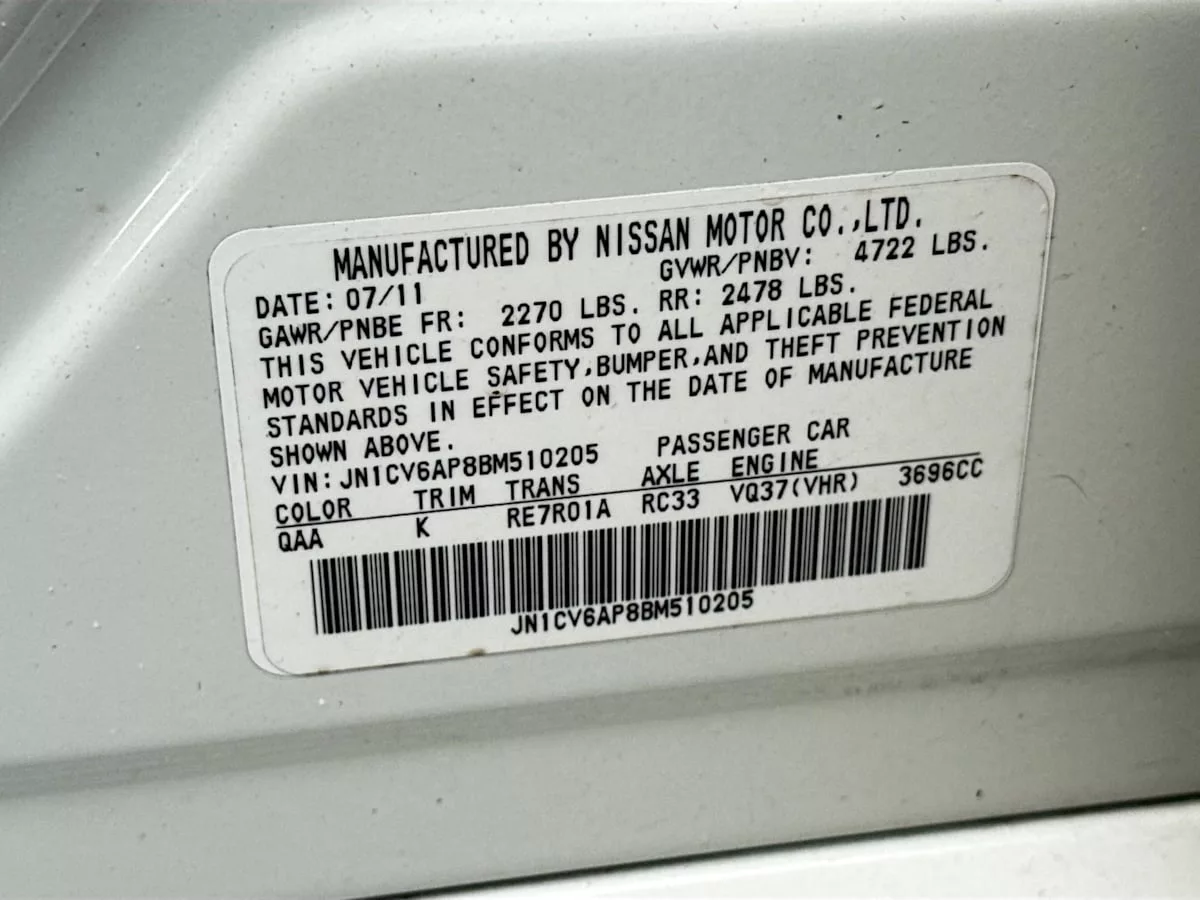 MANUFACTURED BY NISSAN MOTOR CO.,LTD.
DATE: 07/11 GVWR/PNBV: 4722 LBS.
GAWR/PNBE FR: 2270 LBS. RR: 2478 LBS.
THIS VEHICLE CONFORMS TO ALL APPLICABLE FEDERAL
MOTOR VEHICLE SAFETY,BUMPER,AND THEFT PREVENTION
STANDARDS IN EFFECT ON THE DATE OF MANUFACTURE
SHOWN ABOVE.
VIN: JN1CV6AP8BM510205 PASSENGER CAR
COLOR TRIM TRANS AXLE ENGINE
QAA K RE7R01A RC33 VQ37(VHR) 3696CC
JN1CV6AP8BM510205